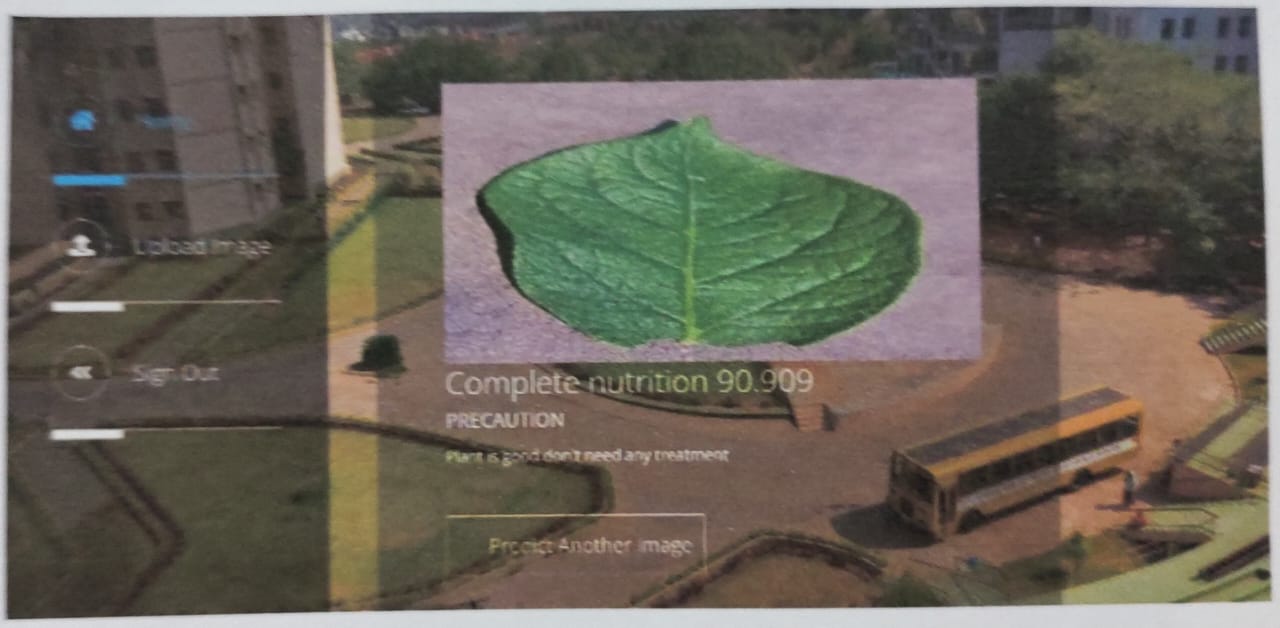 Upload Image
Sign Out
Complete nutrition 90.909
PRECAUTION
Plant is good don't need any treatment
Predict Another Image